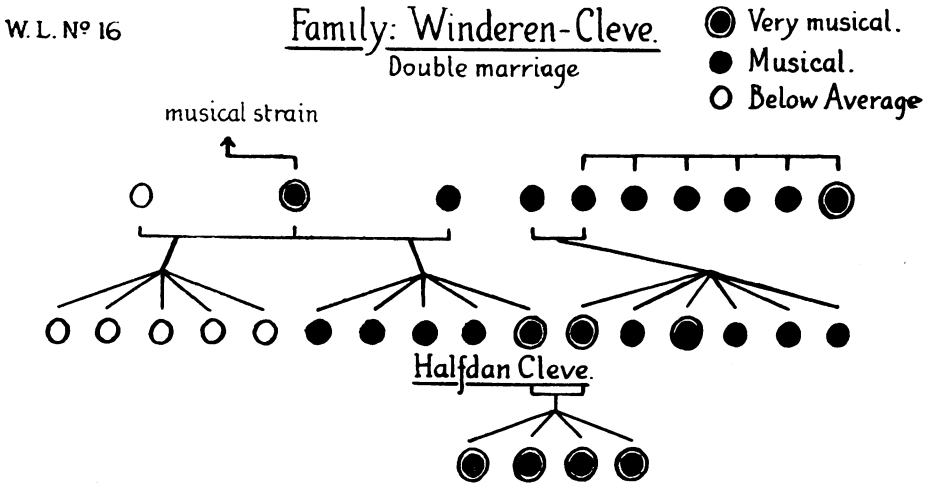 W. L. Nº 16
Family: Winderen-Cleve.
Double marriage
Very musical.
Musical.
Below Average
musical strain
Halfdan Cleve.